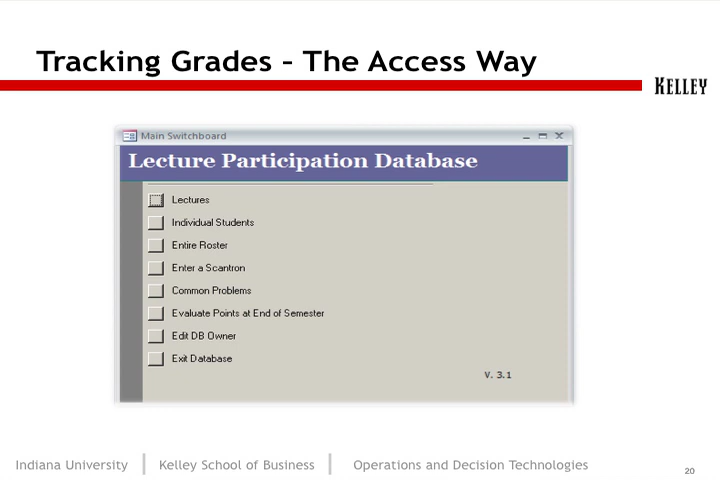 Tracking Grades – The Access Way
KELLEY
Main Switchboard
Lecture Participation Database
Lectures
Individual Students
Entire Roster
Enter a Scantron
Common Problems
Evaluate Points at End of Semester
Edit DB Owner
Exit Database
V. 3.1
Indiana University | Kelley School of Business | Operations and Decision Technologies
20